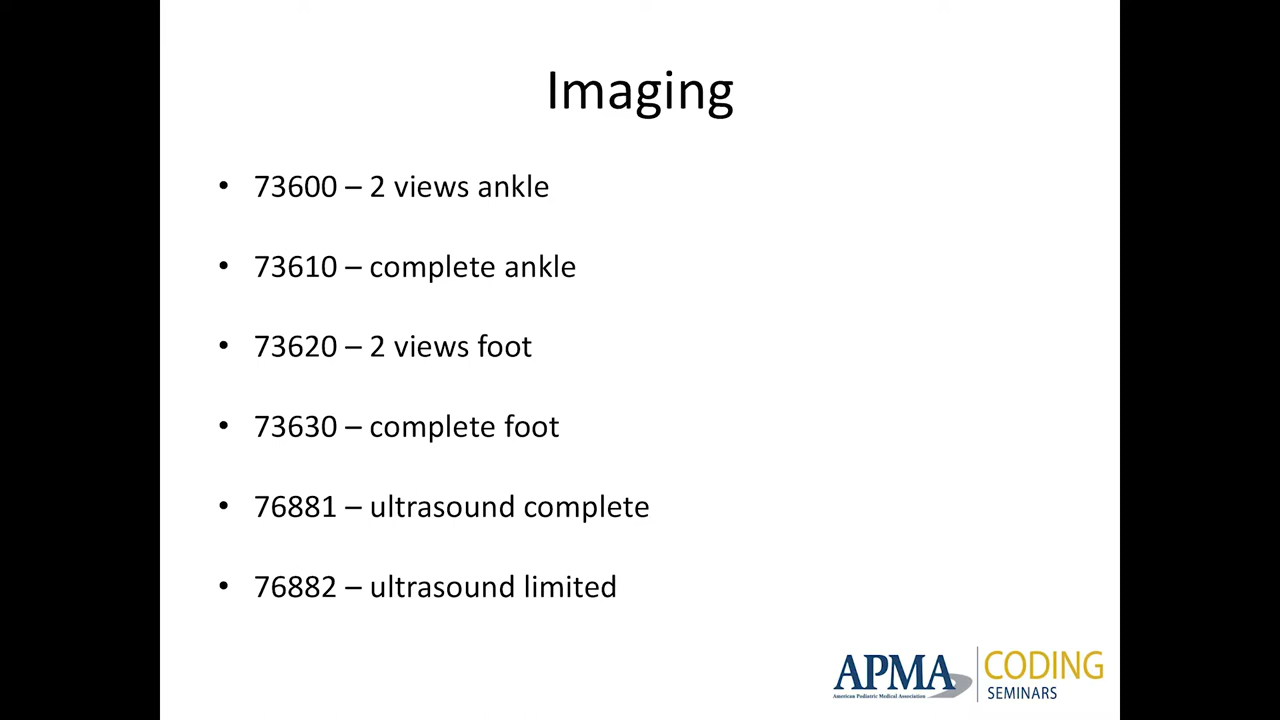 Imaging
• 73600 – 2 views ankle
• 73610 – complete ankle
• 73620 – 2 views foot
• 73630 – complete foot
• 76881 – ultrasound complete
• 76882 – ultrasound limited
APMA
American Podiatric Medical Association
CODING
SEMINARS